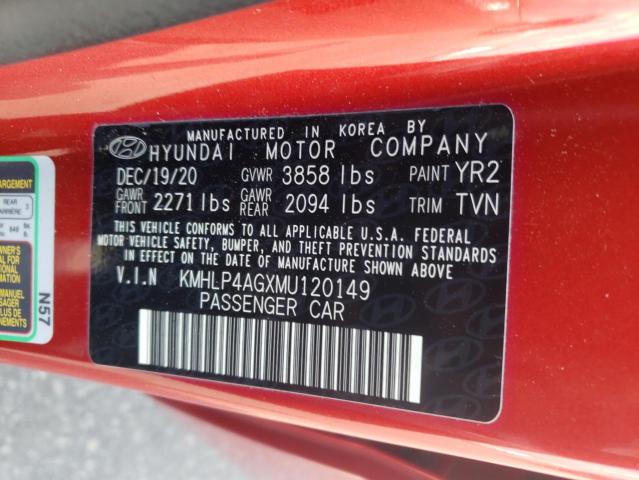 MANUFACTURED IN KOREA BY
HYUNDAI MOTOR COMPANY
DEC/19/20 GVWR 3858 lbs PAINT YR2
GAWR FRONT 2271 lbs GAWR REAR 2094 lbs TRIM TVN
THIS VEHICLE CONFORMS TO ALL APPLICABLE U.S.A. FEDERAL
MOTOR VEHICLE SAFETY, BUMPER, AND THEFT PREVENTION STANDARDS
IN EFFECT ON THE DATE OF MANUFACTURE SHOWN ABOVE
V.I.N KMHLP4AGXMU120149
PASSENGER CAR
REAR 3
N57